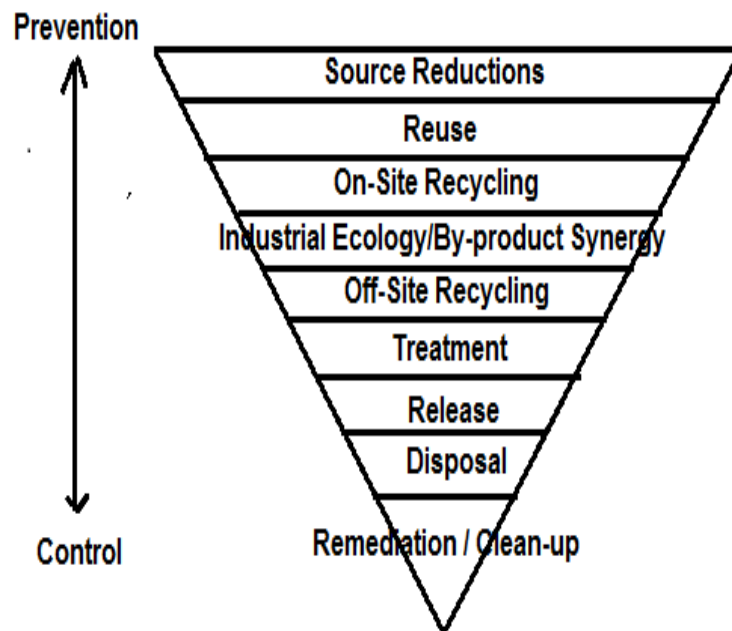 Prevention
Source Reductions
Reuse
On-Site Recycling
Industrial Ecology/By-product Synergy
Off-Site Recycling
Treatment
Release
Disposal
Remediation / Clean-up
Control